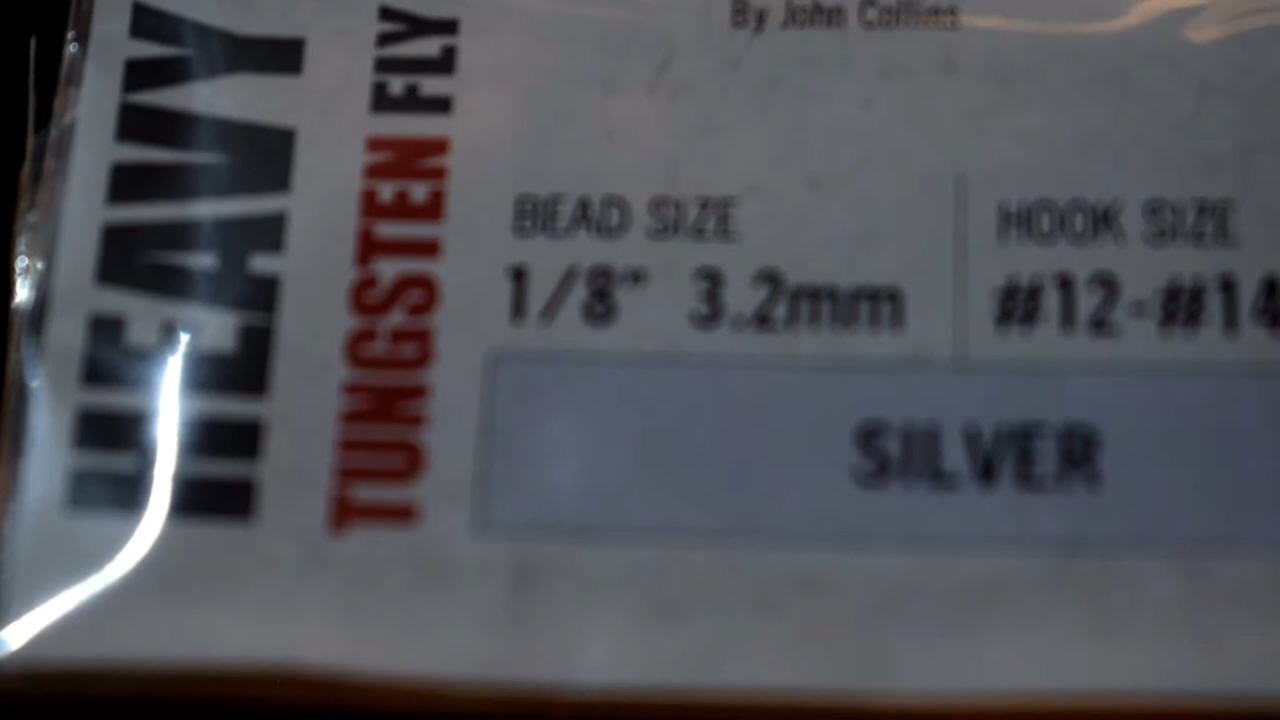 HEAVY
TUNGSTEN FLY
By John Collins
BEAD SIZE
1/8" 3.2mm
HOOK SIZE
#12-#14
SILVER